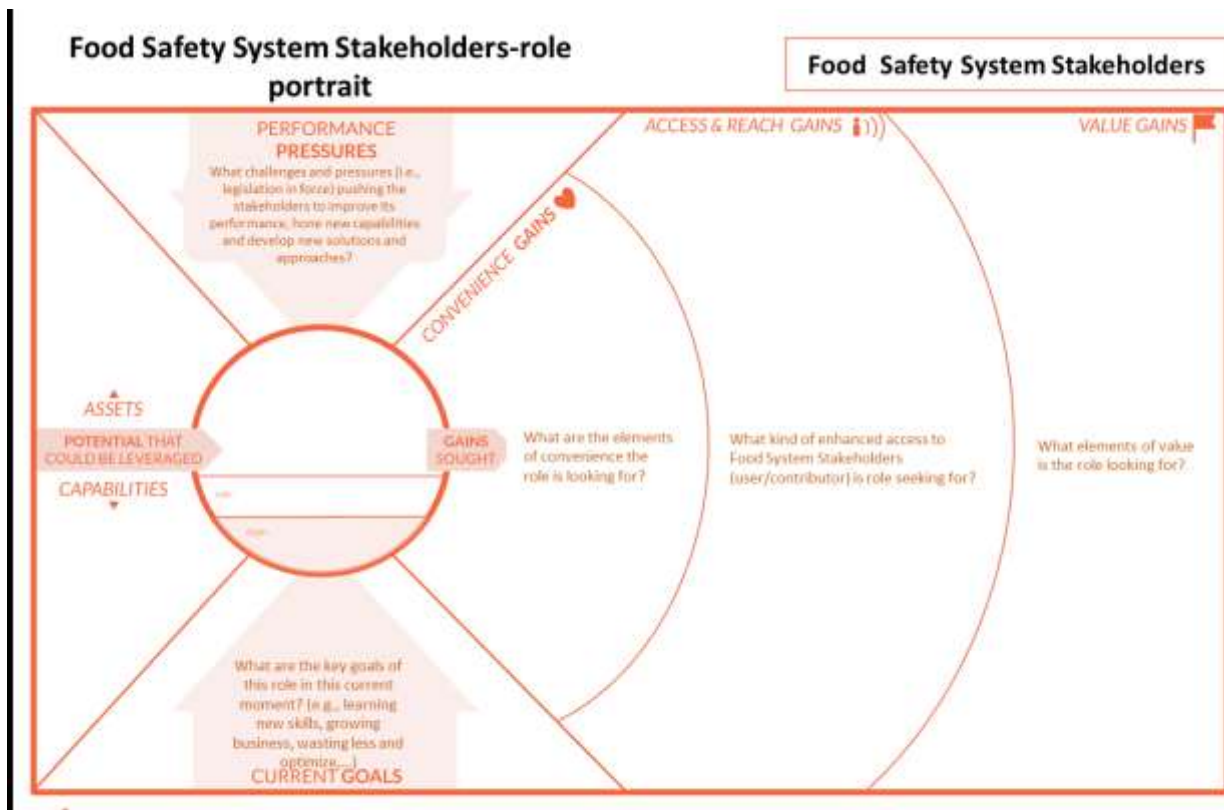 Food Safety System Stakeholders-role
portrait
Food Safety System Stakeholders
PERFORMANCE
PRESSURES
What challenges and pressures (i.e.,
legislation in force) pushing the
stakeholders to improve its
performance, hone new capabilities
and develop new solutions and
approaches?
CONVENIENCE GAINS
ACCESS & REACH GAINS
VALUE GAINS
ASSETS
POTENTIAL THAT
COULD BE LEVERAGED
CAPABILITIES
GAINS
SOUGHT
What are the elements
of convenience the
role is looking for?
What kind of enhanced access to
Food System Stakeholders
(user/contributor) is role seeking for?
What elements of value
is the role looking for?
What are the key goals of
this role in this current
moment? (e.g., learning
new skills, growing
business, wasting less and
optimize,...)
CURRENT GOALS